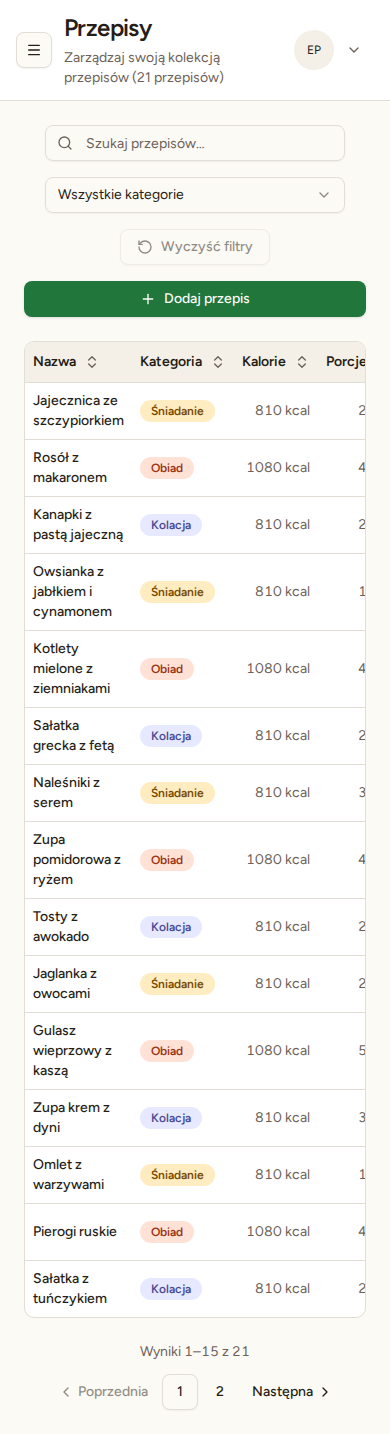 Przepisy
Zarządzaj swoją kolekcją
przepisów (21 przepisów)
EP
Szukaj przepisów...
Wszystkie kategorie
Wyczyść filtry
Dodaj przepis
Nazwa Kategoria Kalorie Porcje
Jajecznica ze
szczypiorkiem
Śniadanie 810 kcal 2
Rosół z
makaronem
Obiad 1080 kcal 4
Kanapki z
pastą jajeczną
Kolacja 810 kcal 2
Owsianka z
jabłkiem i
cynamonem
Śniadanie 810 kcal 1
Kotlety
mielone z
ziemniakami
Obiad 1080 kcal 4
Sałatka
grecka z fetą
Kolacja 810 kcal 2
Naleśniki z
serem
Śniadanie 810 kcal 3
Zupa
pomidorowa z
ryżem
Obiad 1080 kcal 4
Tosty z
awokado
Kolacja 810 kcal 2
Jaglanka z
owocami
Śniadanie 810 kcal 2
Gulasz
wieprzowy z
kaszą
Obiad 1080 kcal 5
Zupa krem z
dyni
Kolacja 810 kcal 3
Omlet z
warzywami
Śniadanie 810 kcal 1
Pierogi ruskie
Obiad 1080 kcal 4
Sałatka z
tuńczykiem
Kolacja 810 kcal 2
Wyniki 1–15 z 21
Poprzednia 1 2 Następna